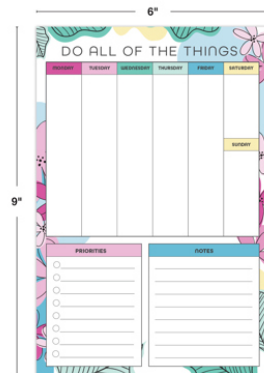 6"
DO ALL OF THE THINGS
MONDAY TUESDAY WEDNESDAY THURSDAY FRIDAY SATURDAY
SUNDAY
9"
PRIORITIES NOTES